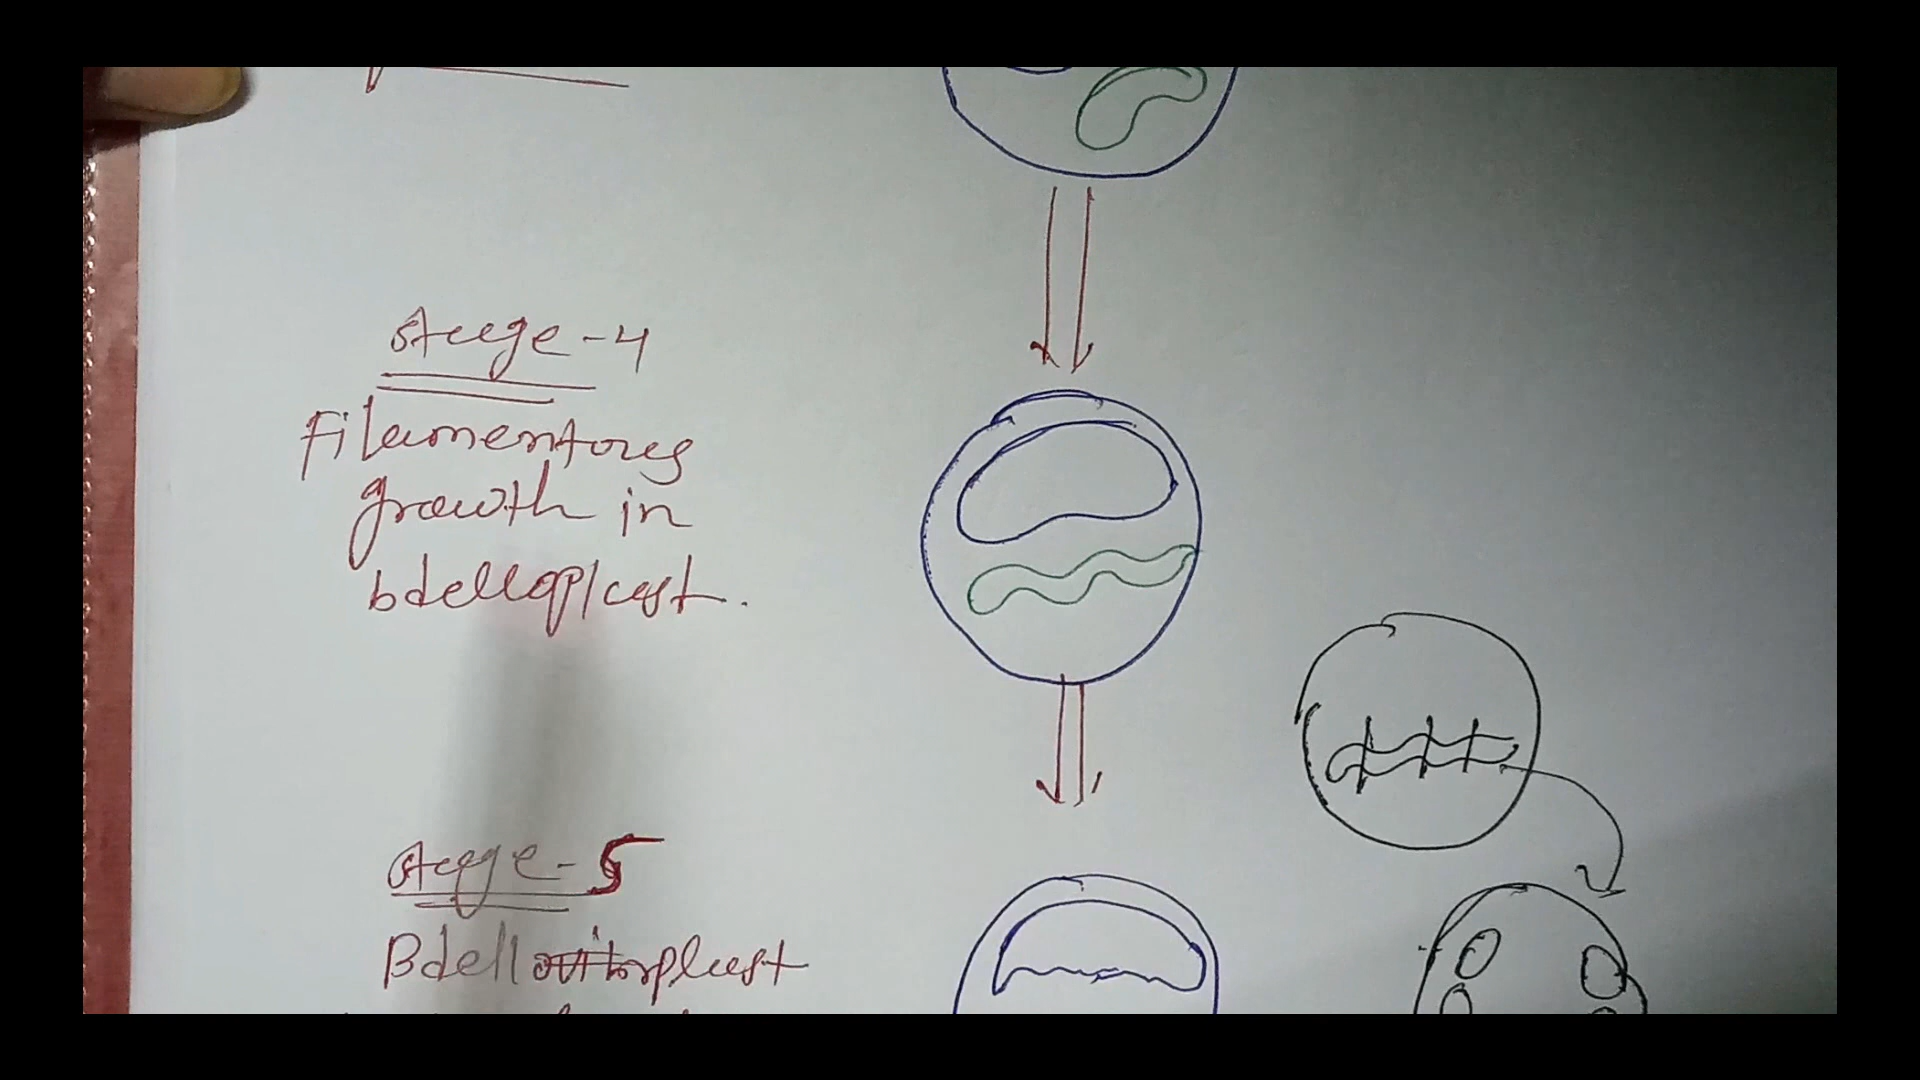 Stage-4
Filamentous
growth in
bdelloplast.
Stage-5
Bdelloplast